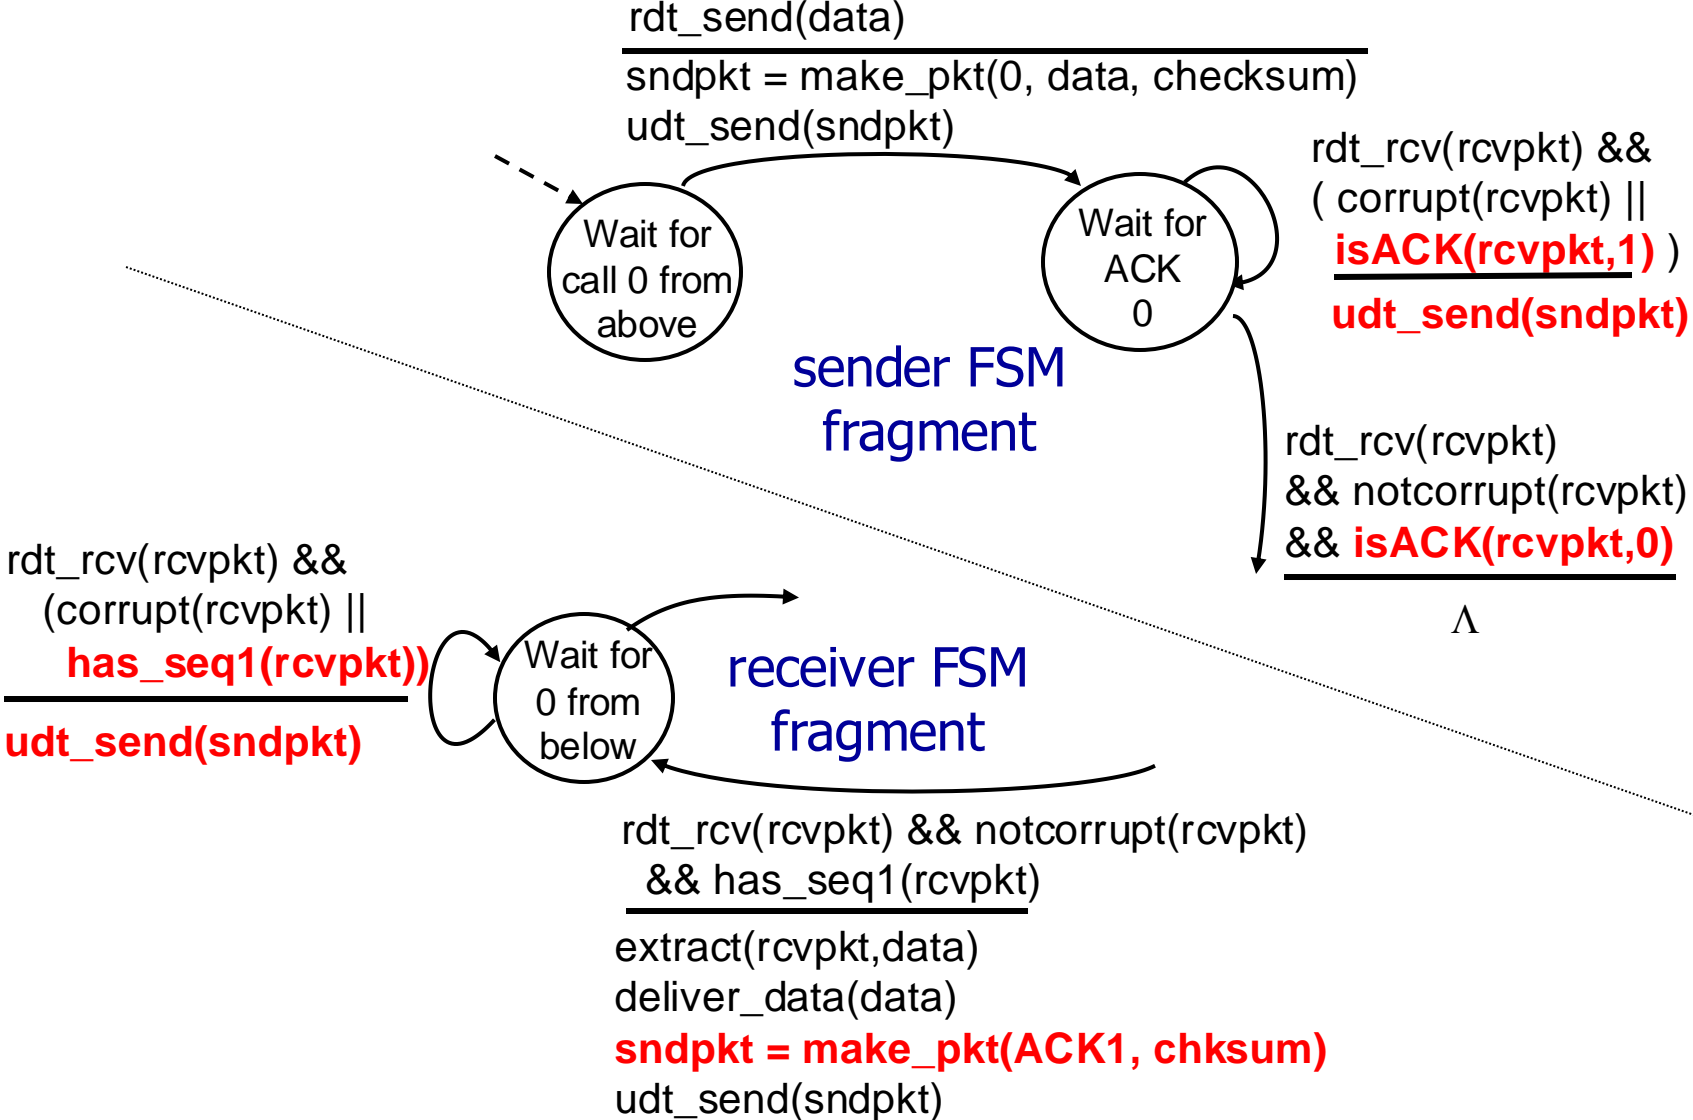 rdt_send(data)
sndpkt = make_pkt(0, data, checksum)
udt_send(sndpkt)
Wait for
call 0 from
above
Wait for
ACK
0
rdt_rcv(rcvpkt) &&
( corrupt(rcvpkt) ||
isACK(rcvpkt,1) )
udt_send(sndpkt)
sender FSM
fragment
rdt_rcv(rcvpkt)
&& notcorrupt(rcvpkt)
&& isACK(rcvpkt,0)
Λ
rdt_rcv(rcvpkt) &&
(corrupt(rcvpkt) ||
has_seq1(rcvpkt))
udt_send(sndpkt)
Wait for
0 from
below
receiver FSM
fragment
rdt_rcv(rcvpkt) && notcorrupt(rcvpkt)
&& has_seq1(rcvpkt)
extract(rcvpkt,data)
deliver_data(data)
sndpkt = make_pkt(ACK1, chksum)
udt_send(sndpkt)